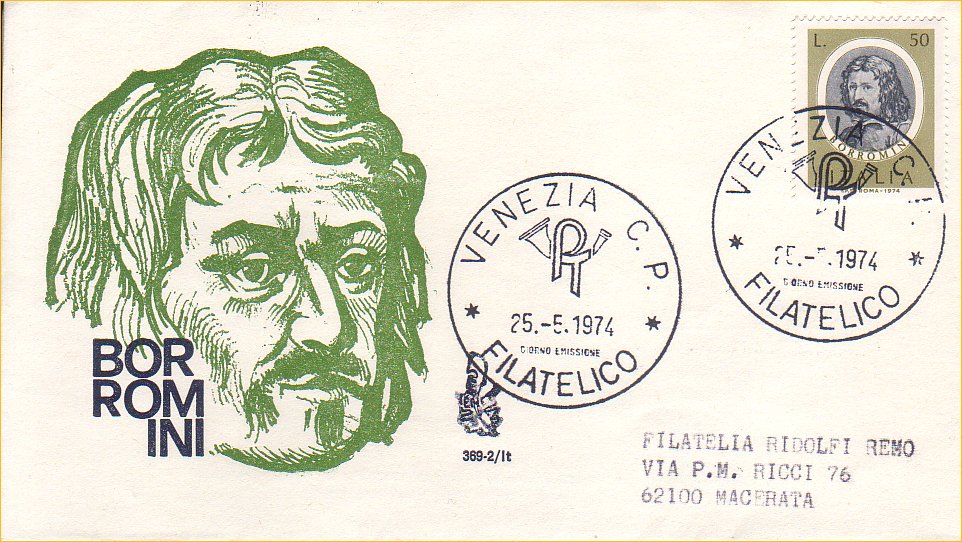 L. 50
BORROMINI
ITALIA
ROMA - 1974
VENEZIA C.
25.-5.1974
GIORNO EMISSIONE
FILATELICO
VENEZIA C.P.
PT
25.-5.1974
GIORNO EMISSIONE
FILATELICO
BOR
ROM
INI
369-2/It
FILATELIA RIDOLFI REMO
VIA P.M. RICCI 76
62100 MACERATA